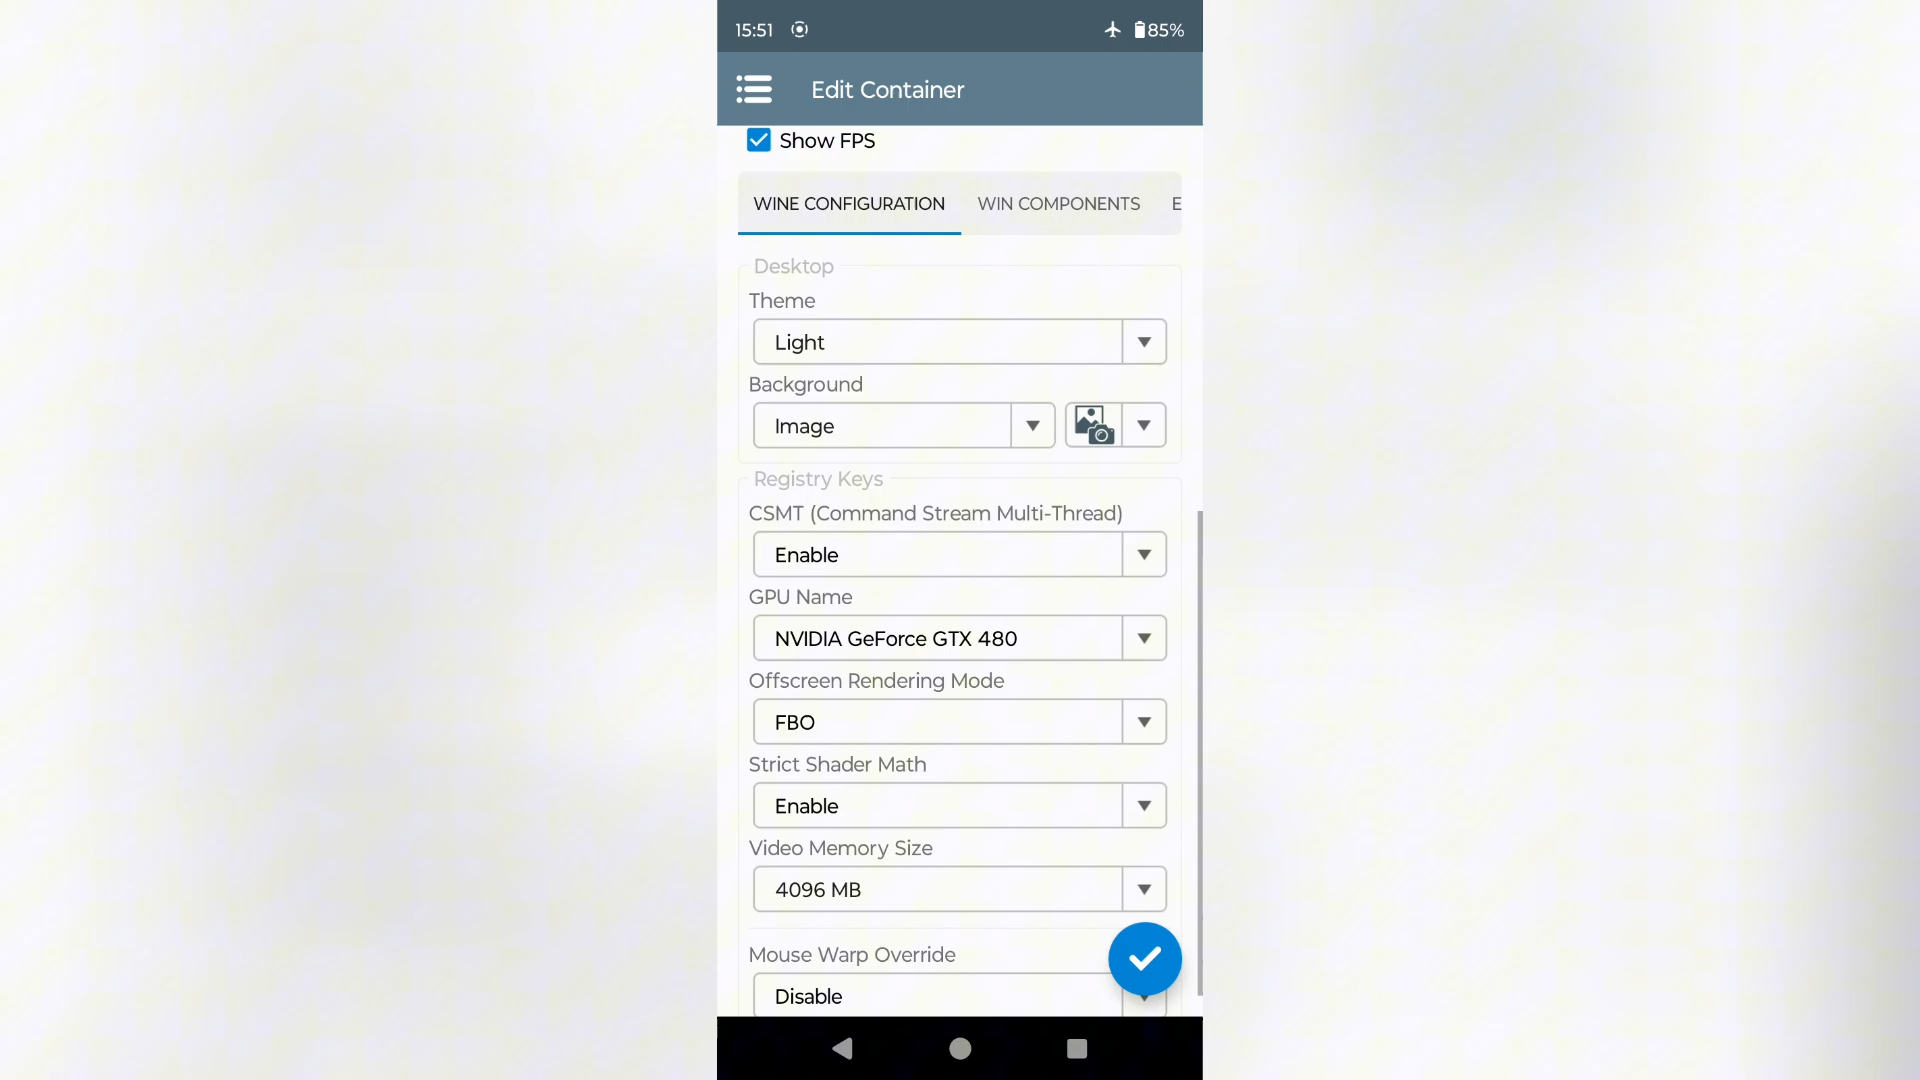 15:51
85%
Edit Container
Show FPS
WINE CONFIGURATION WIN COMPONENTS E
Desktop
Theme
Light
Background
Image
Registry Keys
CSMT (Command Stream Multi-Thread)
Enable
GPU Name
NVIDIA GeForce GTX 480
Offscreen Rendering Mode
FBO
Strict Shader Math
Enable
Video Memory Size
4096 MB
Mouse Warp Override
Disable